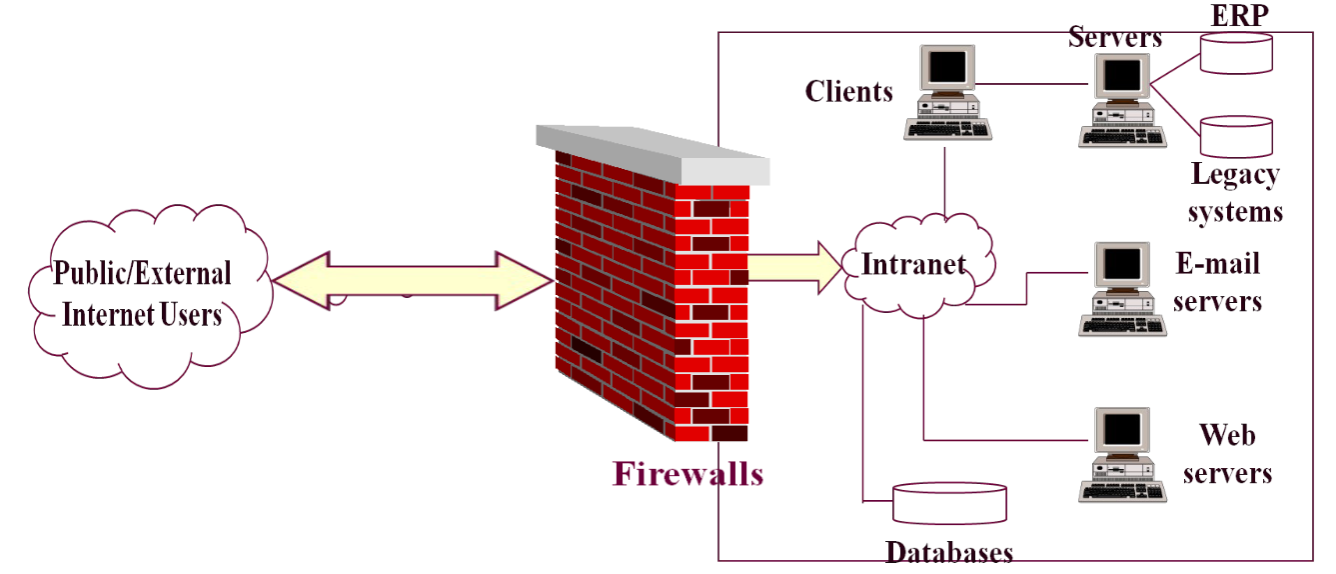 ERP
Servers
Clients
Legacy
systems
Public/External
Internet Users
Intranet
E-mail
servers
Firewalls
Web
servers
Databases